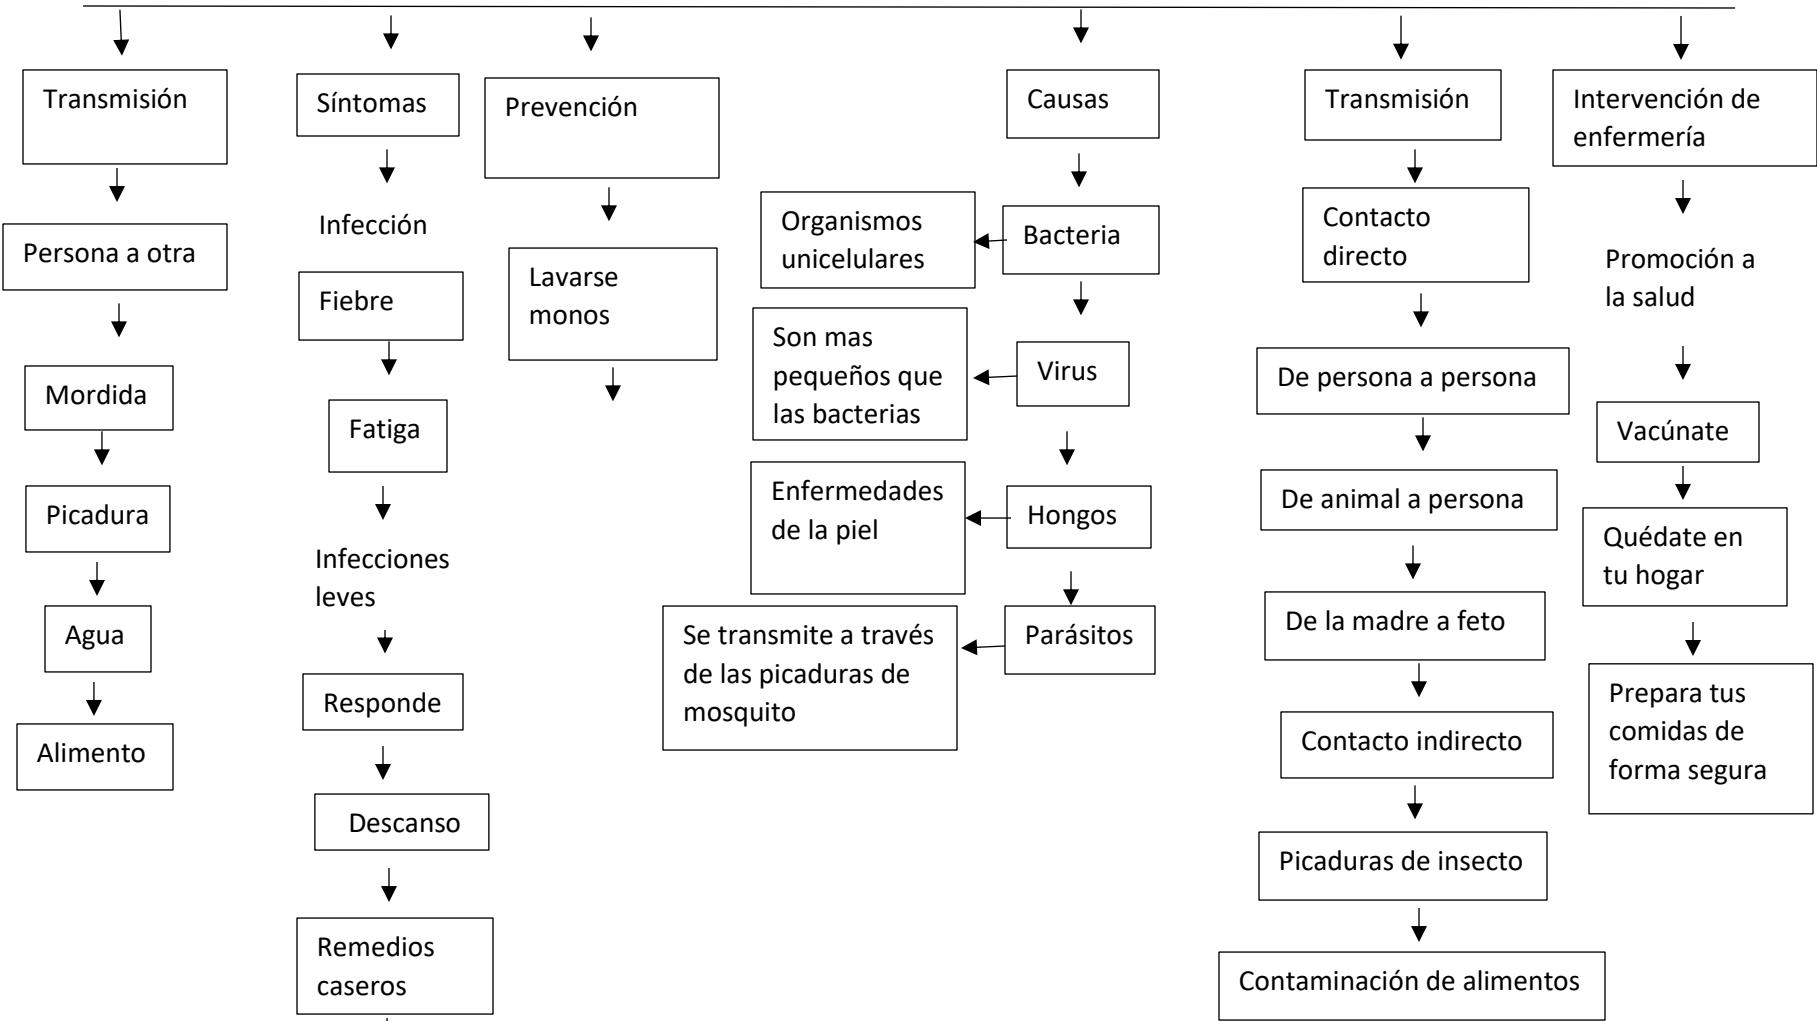 Transmisión
Persona a otra
Mordida
Picadura
Agua
Alimento
Síntomas
Infección
Fiebre
Fatiga
Infecciones
leves
Responde
Descanso
Remedios
caseros
Prevención
Lavarse
monos
Causas
Bacteria
Organismos
unicelulares
Virus
Son mas
pequeños que
las bacterias
Hongos
Enfermedades
de la piel
Parásitos
Se transmite a través
de las picaduras de
mosquito
Transmisión
Contacto
directo
De persona a persona
De animal a persona
De la madre a feto
Contacto indirecto
Picaduras de insecto
Contaminación de alimentos
Intervención de
enfermería
Promoción a
la salud
Vacúnate
Quédate en
tu hogar
Prepara tus
comidas de
forma segura